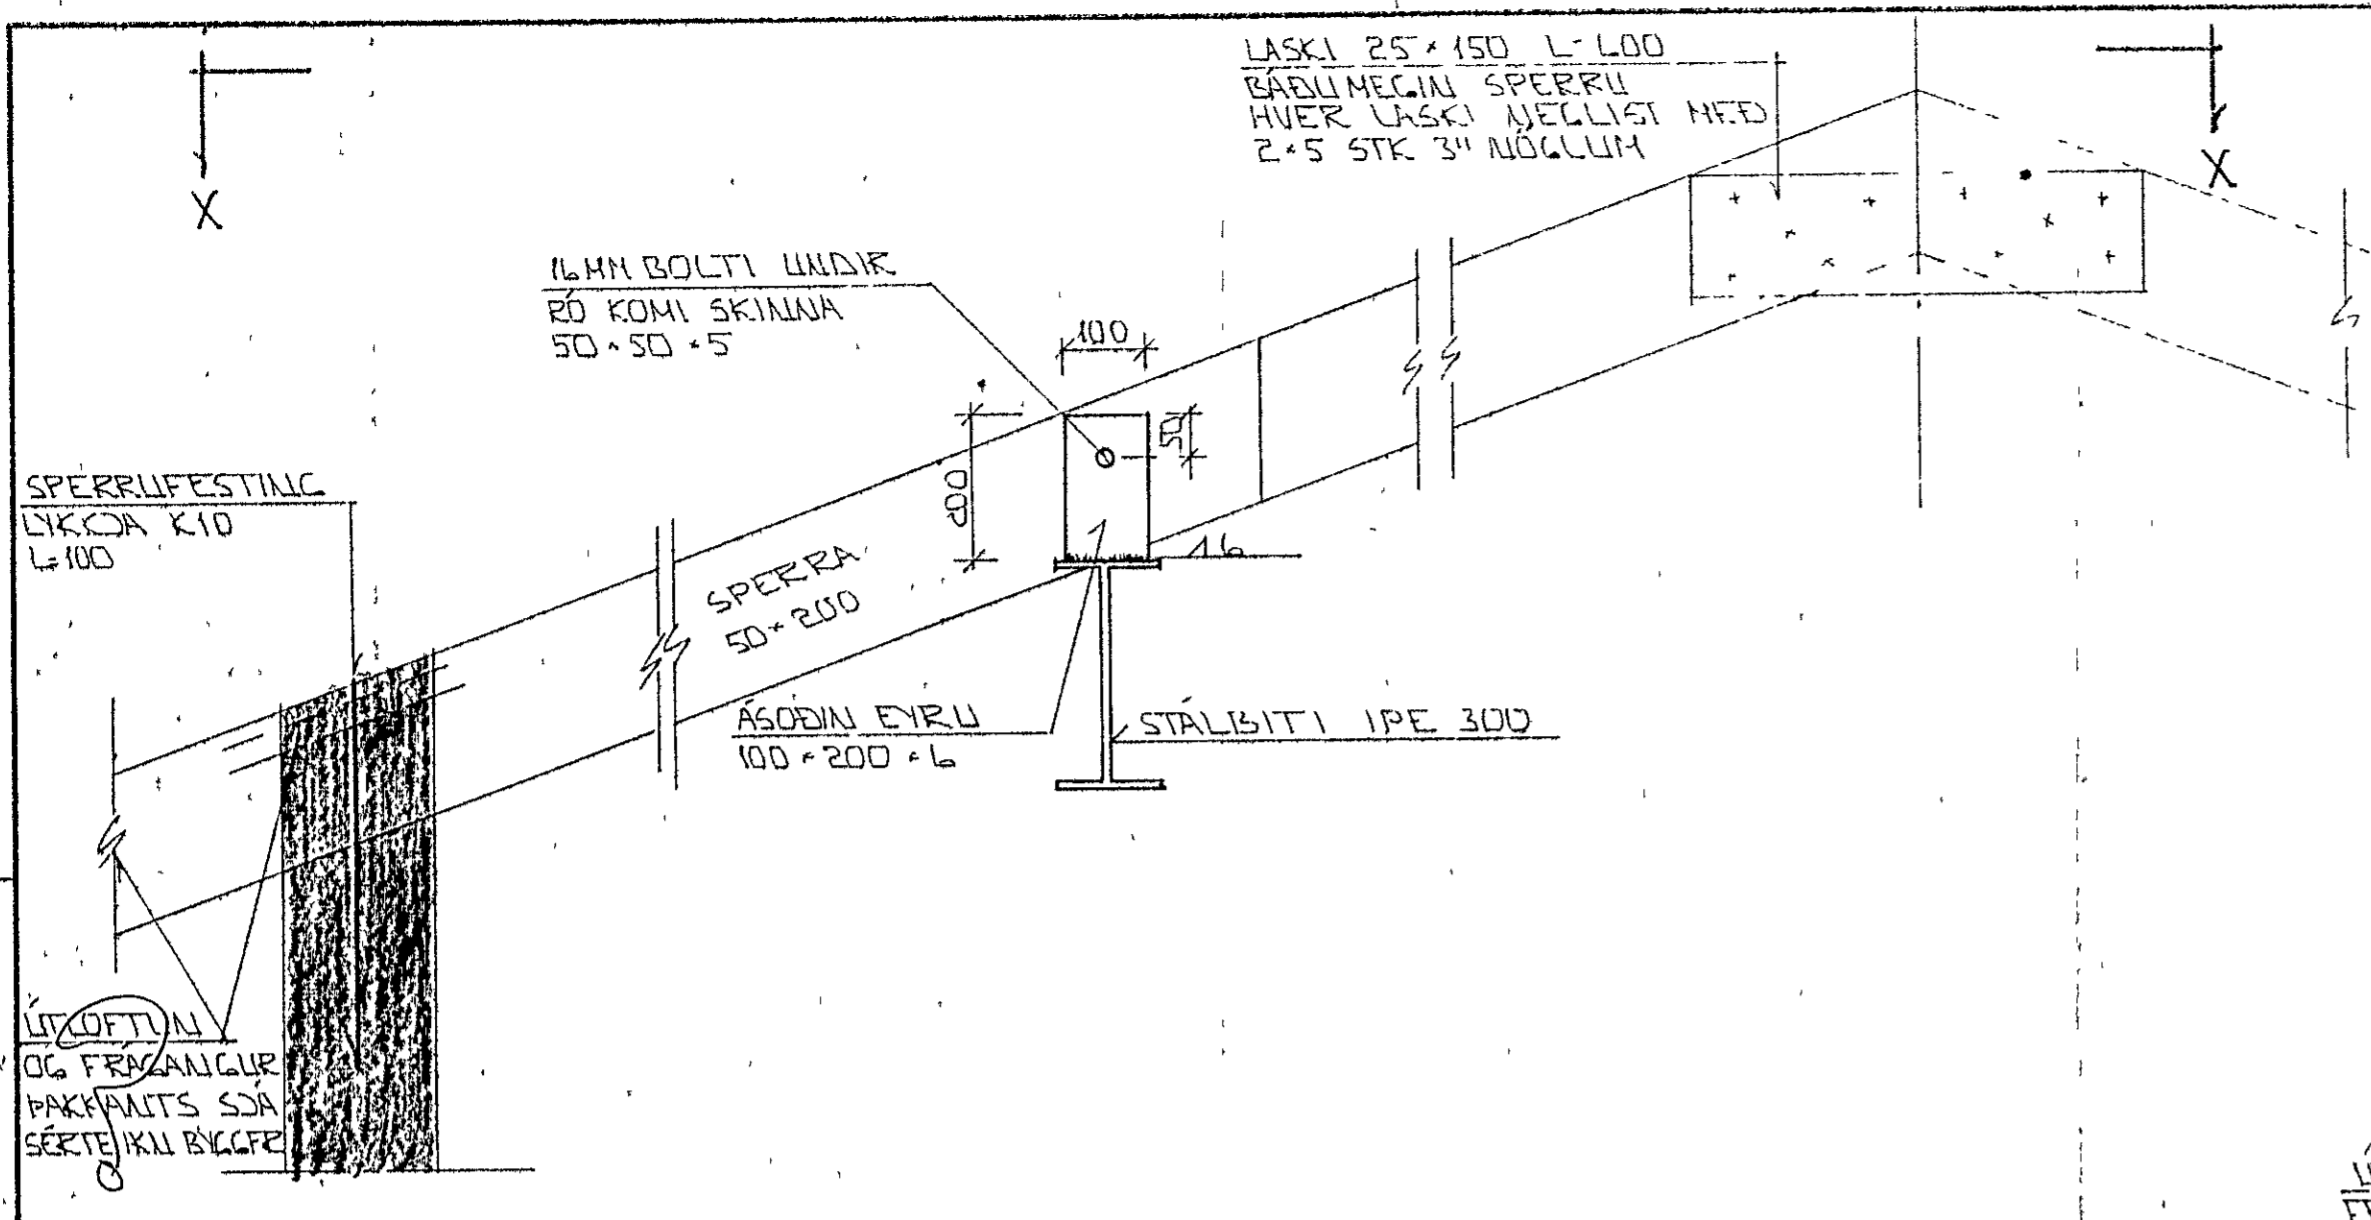 LASKI 25×150 L=600
BÁÐUMEGIN SPERRU
HVER LASKI NEGLIST MEÐ
2×5 STK 3" NÖGLUM
X
X
16MM BOLTI UNDIR
RÓ KOMI SKINNA
50×50×5
100
50
200
SPERRUFESTING
LYKKJA K10
L=100
SPERRA
50×200
6
ÁSOÐIN EYRU
100×200×6
STÁLBITI IPE 300
ÚTLOFTUN
OG FRÁGANGUR
ÞAKKANTS SJÁ
SÉRTEIKN BYGGFR